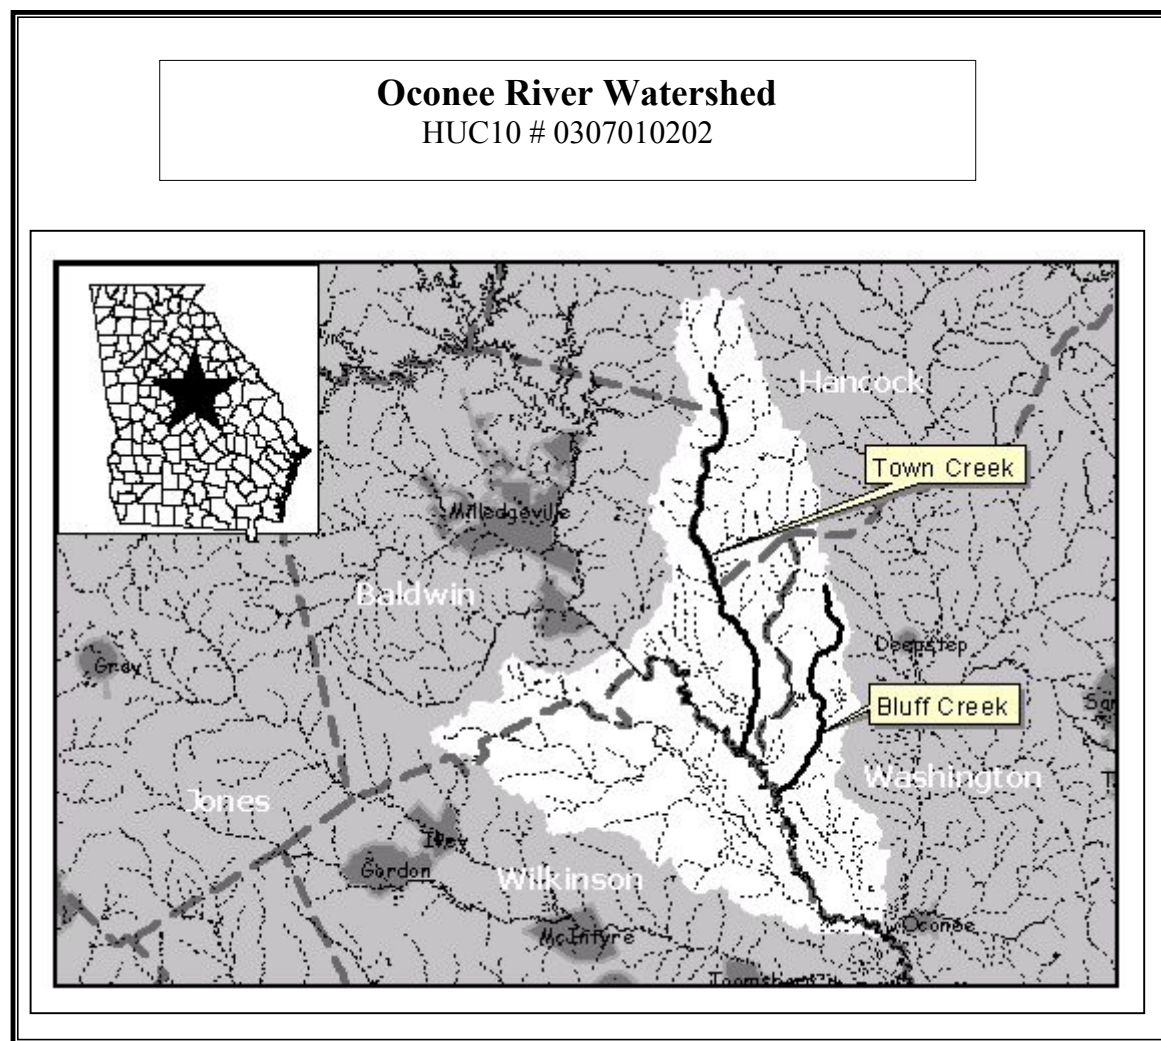 Oconee River Watershed
HUC10 # 0307010202
Hancock
Town Creek
Milledgeville
Baldwin
Deepstep
Gray
Bluff Creek
Washington
Jones
Ivey
Gordon
Wilkinson
McIntyre
Oconee